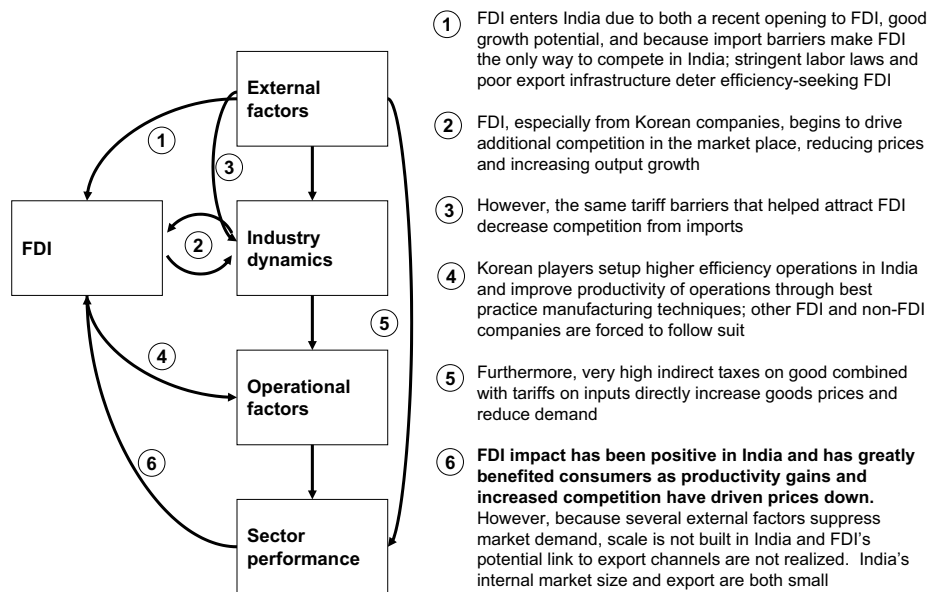 External
factors
1
3
FDI
2
Industry
dynamics
5
4
Operational
factors
6
Sector
performance
1
FDI enters India due to both a recent opening to FDI, good
growth potential, and because import barriers make FDI
the only way to compete in India; stringent labor laws and
poor export infrastructure deter efficiency-seeking FDI
2
FDI, especially from Korean companies, begins to drive
additional competition in the market place, reducing prices
and increasing output growth
3
However, the same tariff barriers that helped attract FDI
decrease competition from imports
4
Korean players setup higher efficiency operations in India
and improve productivity of operations through best
practice manufacturing techniques; other FDI and non-FDI
companies are forced to follow suit
5
Furthermore, very high indirect taxes on good combined
with tariffs on inputs directly increase goods prices and
reduce demand
6
FDI impact has been positive in India and has greatly
benefited consumers as productivity gains and
increased competition have driven prices down.
However, because several external factors suppress
market demand, scale is not built in India and FDI’s
potential link to export channels are not realized.  India’s
internal market size and export are both small